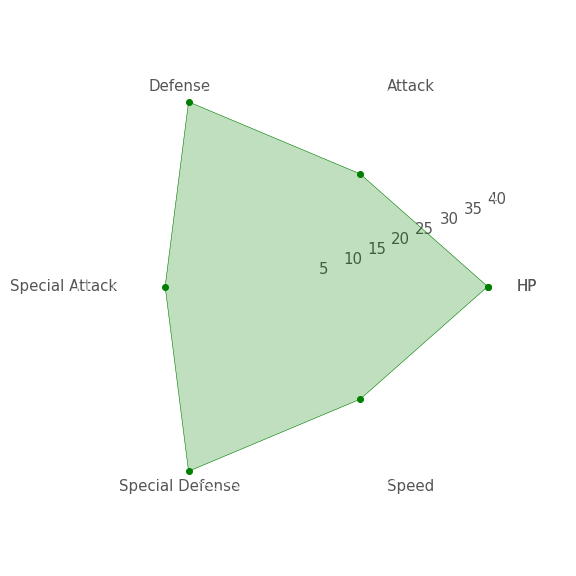 Defense
Attack
40
35
30
25
20
15
10
5
Special Attack
HP
Special Defense
Speed